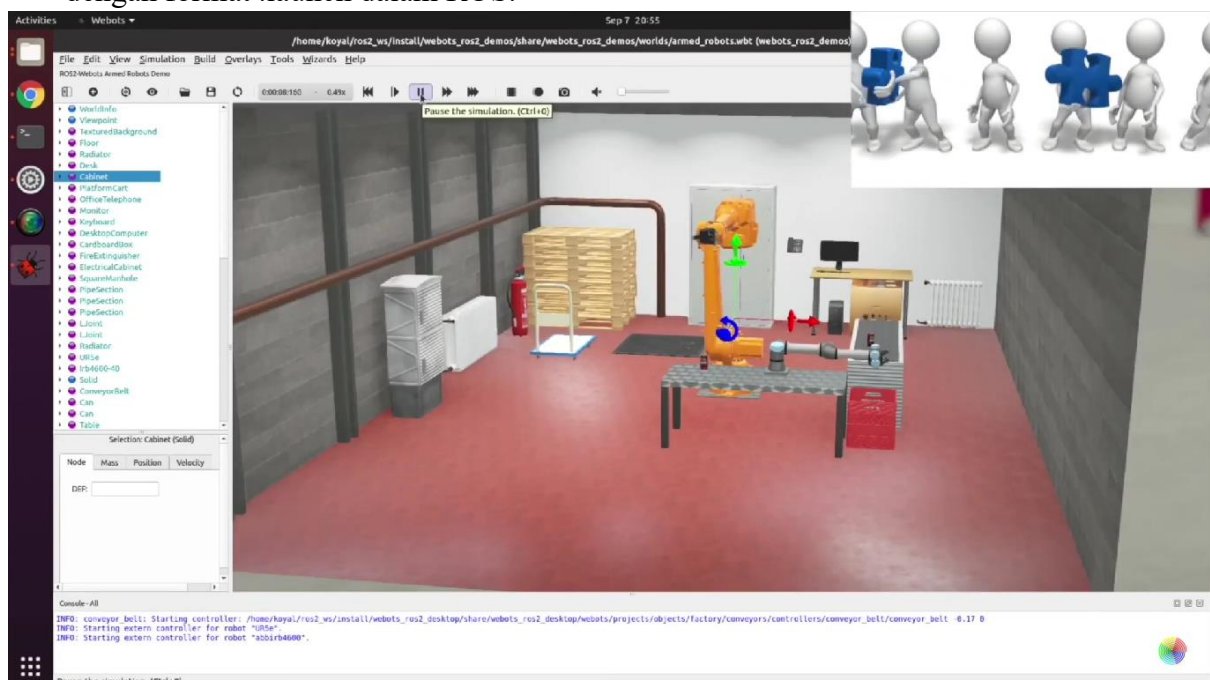 dengan format .launch dalam ROS.
Activities
Webots
Sep 7 20:55
/home/koyal/ros2_ws/install/webots_ros2_demos/share/webots_ros2_demos/worlds/armed_robots.wbt (webots_ros2_demos)
File Edit View Simulation Build Overlays Tools Wizards Help
ROS2-Webots Armed Robots Demo
0:00:08:160 - 0.49x
Pause the simulation. (Ctrl+0)
WorldInfo
Viewpoint
TexturedBackground
Floor
Radiator
Desk
Cabinet
PlatformCart
OfficeTelephone
Monitor
Keyboard
DesktopComputer
CardboardBox
FireExtinguisher
ElectricalCabinet
SquareManhole
PipeSection
PipeSection
PipeSection
LJoint
LJoint
Radiator
UR5e
Irb4600-40
Solid
ConveyorBelt
Can
Can
Table
Selection: Cabinet (Solid)
Node Mass Position Velocity
DEF:
Console - All
INFO: conveyor_belt: Starting controller: /home/koyal/ros2_ws/install/webots_ros2_desktop/share/webots_ros2_desktop/webots/projects/objects/factory/conveyors/controllers/conveyor_belt/conveyor_belt -0.17 0
INFO: Starting extern controller for robot "UR5e".
INFO: Starting extern controller for robot "abbirb4600".